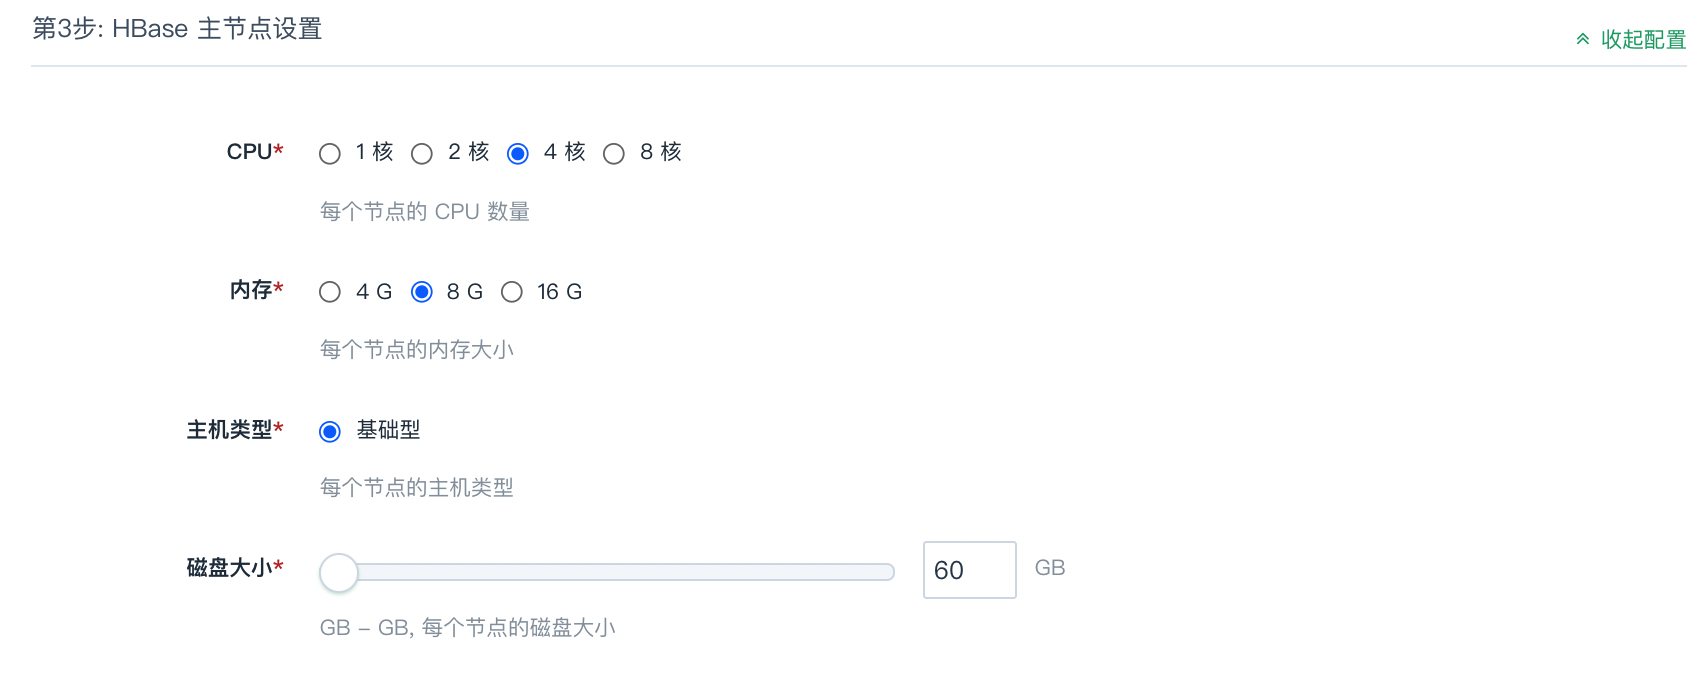 第3步: HBase 主节点设置
收起配置
CPU* 1 核 2 核 4 核 8 核
每个节点的 CPU 数量
内存* 4 G 8 G 16 G
每个节点的内存大小
主机类型* 基础型
每个节点的主机类型
磁盘大小* 60 GB
GB – GB, 每个节点的磁盘大小